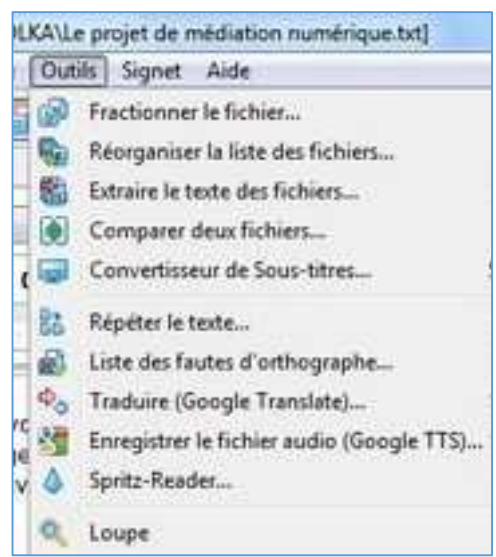 LKA\Le projet de médiation numérique.txt]
Outils Signet Aide
Fractionner le fichier...
Réorganiser la liste des fichiers...
Extraire le texte des fichiers...
Comparer deux fichiers...
Convertisseur de Sous-titres...
Répéter le texte...
Liste des fautes d'orthographe...
Traduire (Google Translate)...
Enregistrer le fichier audio (Google TTS)...
Spritz-Reader...
Loupe